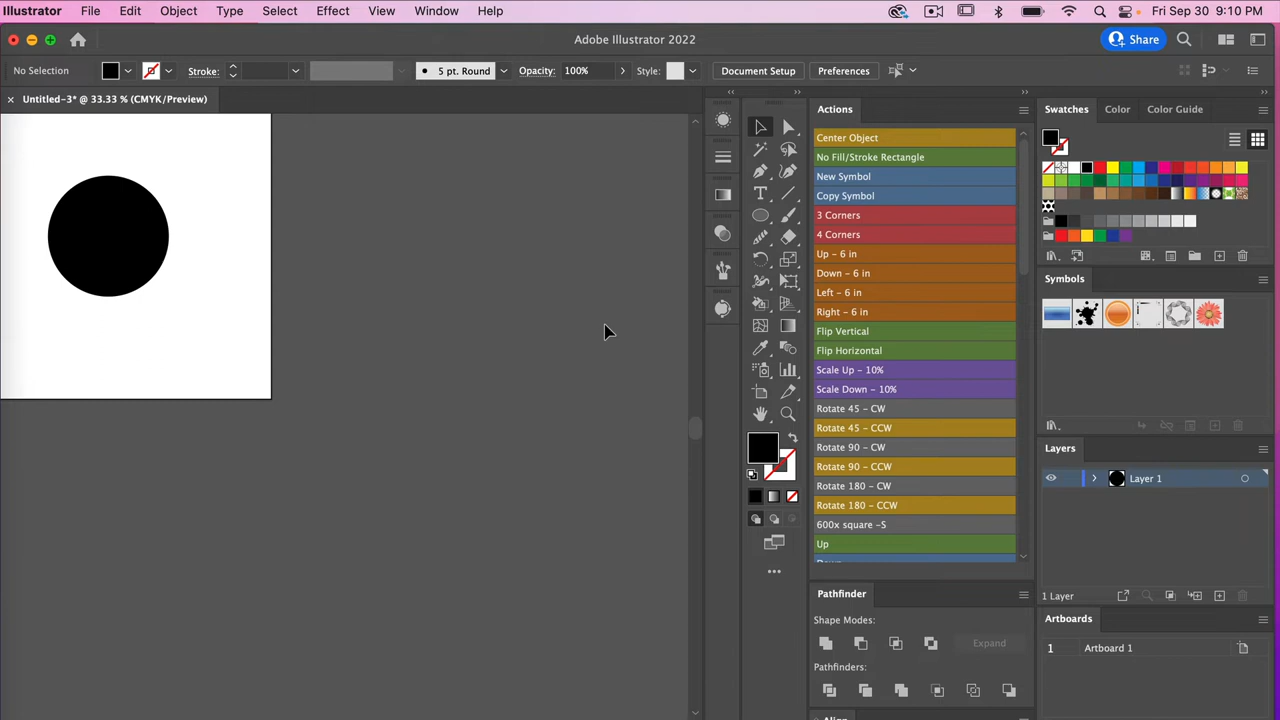 Illustrator File Edit Object Type Select Effect View Window Help Fri Sep 30 9:10 PM
Adobe Illustrator 2022 Share
No Selection Stroke: 5 pt. Round Opacity: 100% Style: Document Setup Preferences
× Untitled-3* @ 33.33 % (CMYK/Preview)
Actions
Center Object
No Fill/Stroke Rectangle
New Symbol
Copy Symbol
3 Corners
4 Corners
Up - 6 in
Down - 6 in
Left - 6 in
Right - 6 in
Flip Vertical
Flip Horizontal
Scale Up - 10%
Scale Down - 10%
Rotate 45 - CW
Rotate 45 - CCW
Rotate 90 - CW
Rotate 90 - CCW
Rotate 180 - CW
Rotate 180 - CCW
600x square -S
Up
Pathfinder
Shape Modes:
Expand
Pathfinders:
Swatches Color Color Guide
Symbols
Layers
Layer 1
1 Layer
Artboards
1 Artboard 1